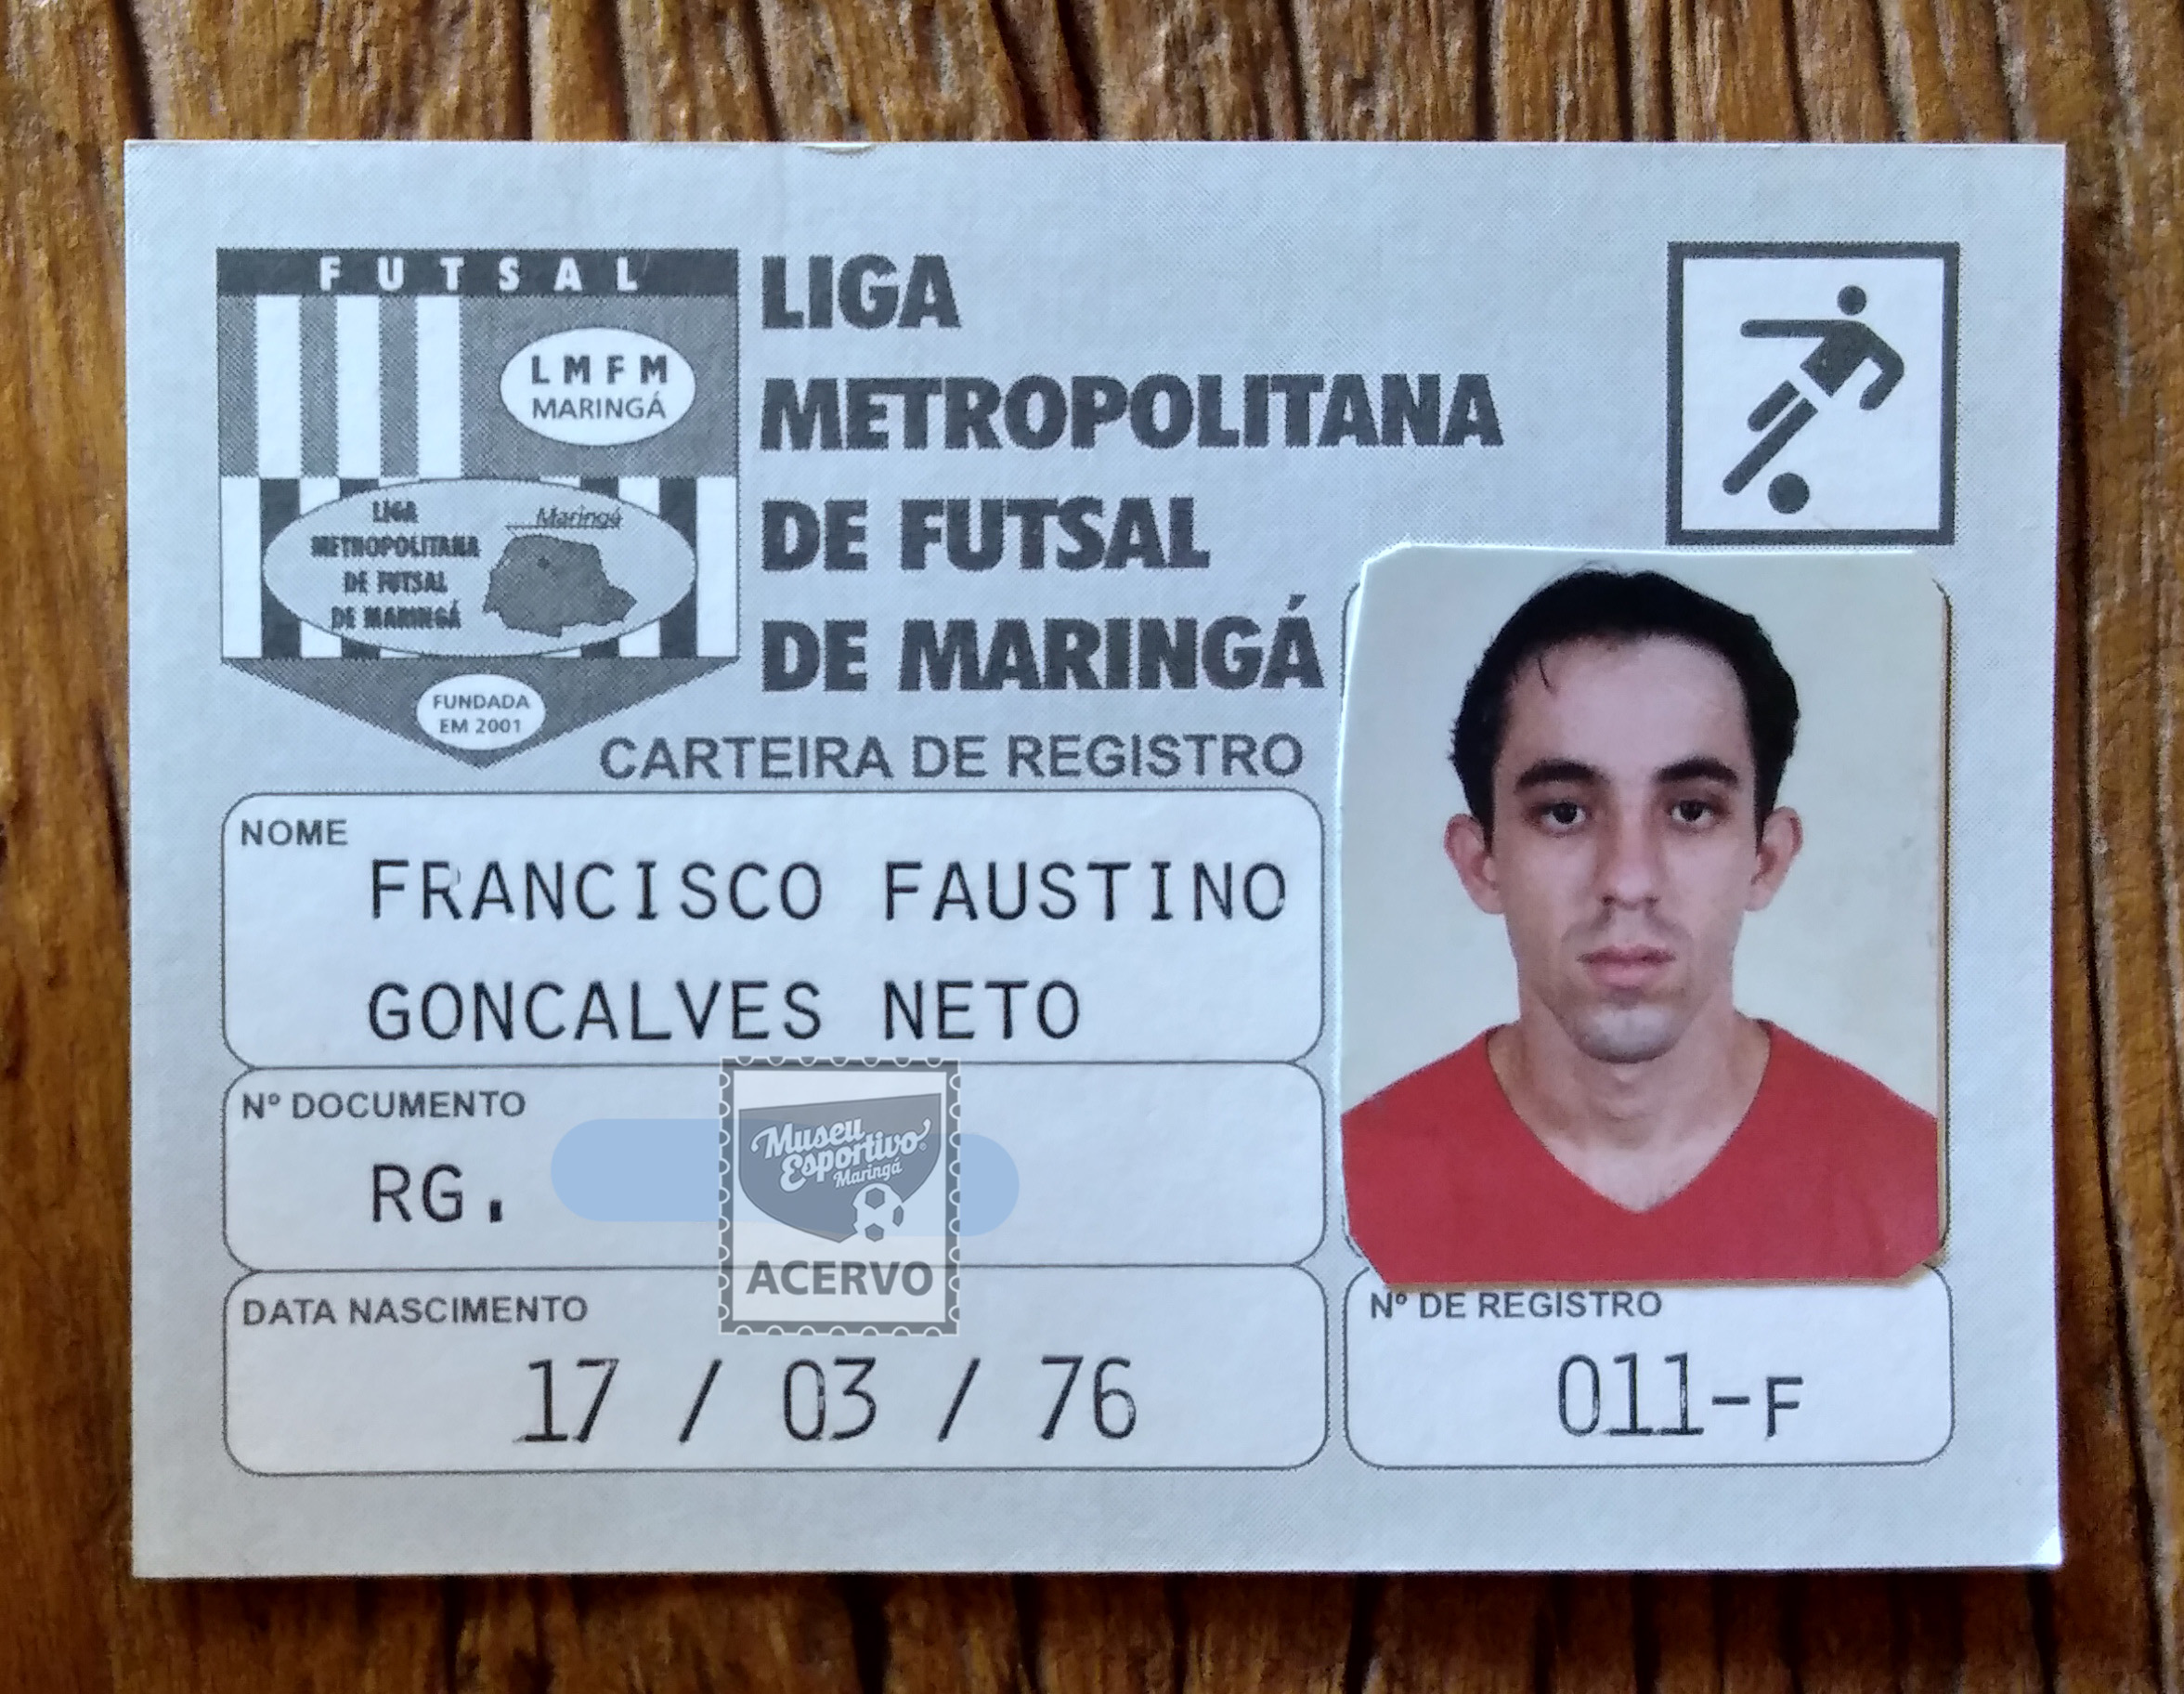 FUTSAL
LMFM
MARINGÁ
LIGA
METROPOLITANA
DE FUTSAL
DE MARINGÁ
Maringá
FUNDADA
EM 2001
LIGA
METROPOLITANA
DE FUTSAL
DE MARINGÁ
CARTEIRA DE REGISTRO
NOME
FRANCISCO FAUSTINO
GONCALVES NETO
Nº DOCUMENTO
RG.
Museu
Esportivo
Maringá
ACERVO
DATA NASCIMENTO
17 / 03 / 76
Nº DE REGISTRO
011-F